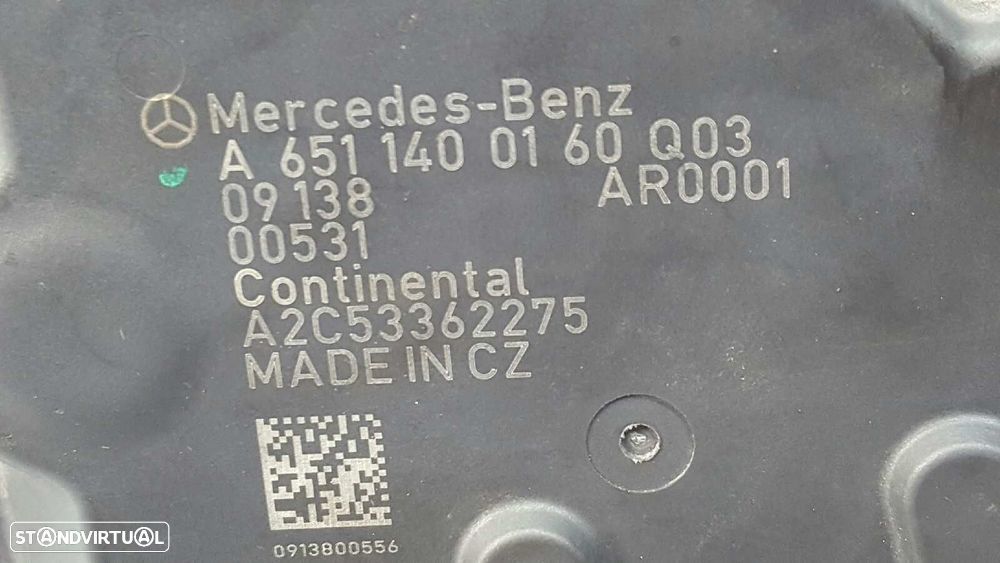 Mercedes-Benz
A 651 140 01 60 Q03
09 138 AR0001
00531
Continental
A2C53362275
MADE IN CZ
0913800556
STANDVIRTUAL